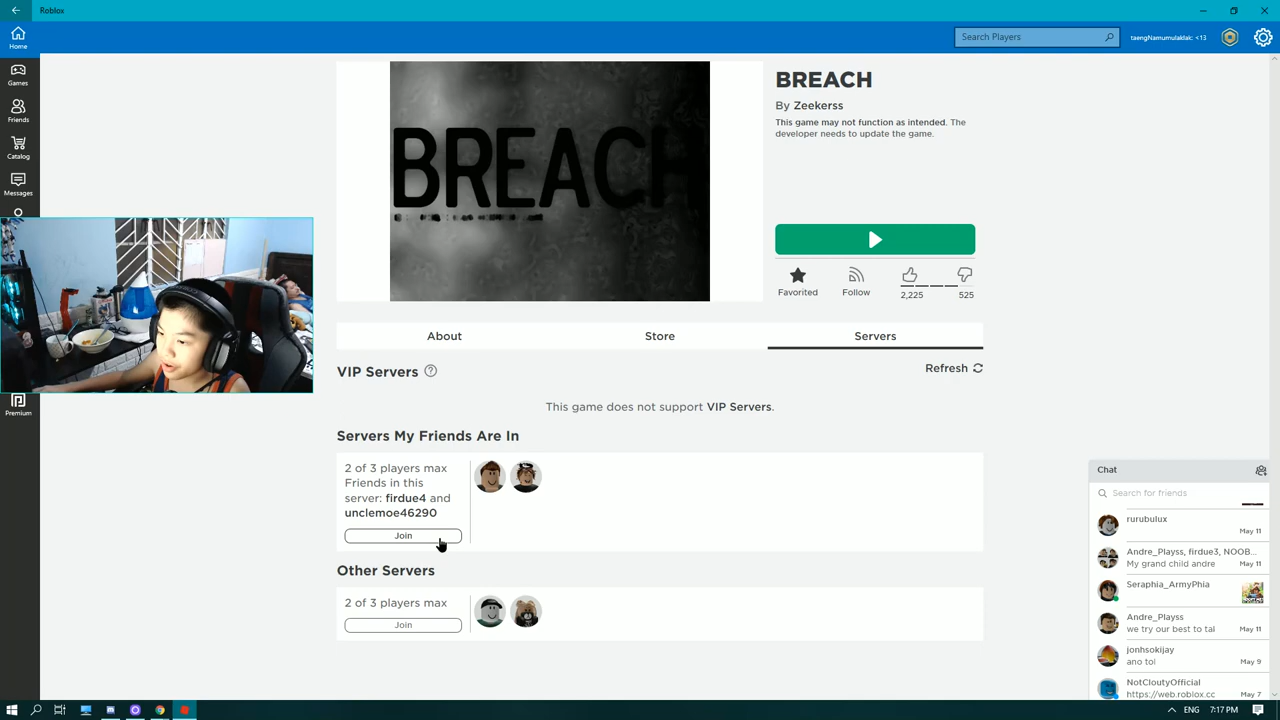 Roblox
Home
Games
Friends
Catalog
Messages
Premium
Search Players
taengNamumulaklak: <13
BREACH
BREACH
By Zeekerss
This game may not function as intended. The
developer needs to update the game.
Favorited
Follow
2,225
525
About
Store
Servers
VIP Servers
Refresh
This game does not support VIP Servers.
Servers My Friends Are In
2 of 3 players max
Friends in this
server: firdue4 and
unclemoe46290
Join
Other Servers
2 of 3 players max
Join
Chat
Search for friends
rurubulux
May 11
Andre_Playss, firdue3, NOOB...
My grand child andre
May 11
Seraphia_ArmyPhia
Andre_Playss
we try our best to tal
May 11
jonhsokijay
ano to!
May 9
NotCloutyOfficial
https://web.roblox.cc
May 7
ENG
7:17 PM